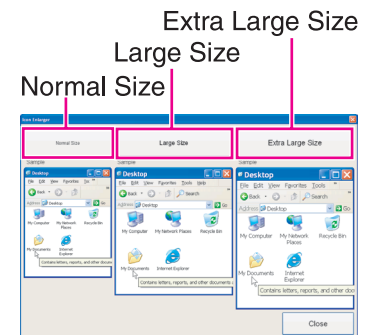 Extra Large Size
Large Size
Normal Size
Icon Enlarger
Normal Size
Large Size
Extra Large Size
Sample
Sample
Sample
Desktop
File Edit View Favorites To
Back
Address Desktop Go
My Computer My Network Places Recycle Bin
My Documents Internet Explorer
Contains letters, reports, and
Desktop
File Edit View Favorites Tools Help
Back Search
Address Desktop Go
My Computer My Network Places Recycle Bin
My Documents Internet Explorer
Contains letters, reports, and other documents
Desktop
File Edit View Favorites Tools
Back Search
Address Desktop Go
My Computer My Network Places Recycle Bin
My Documents Internet Explorer
Contains letters, reports, and other doc
Close